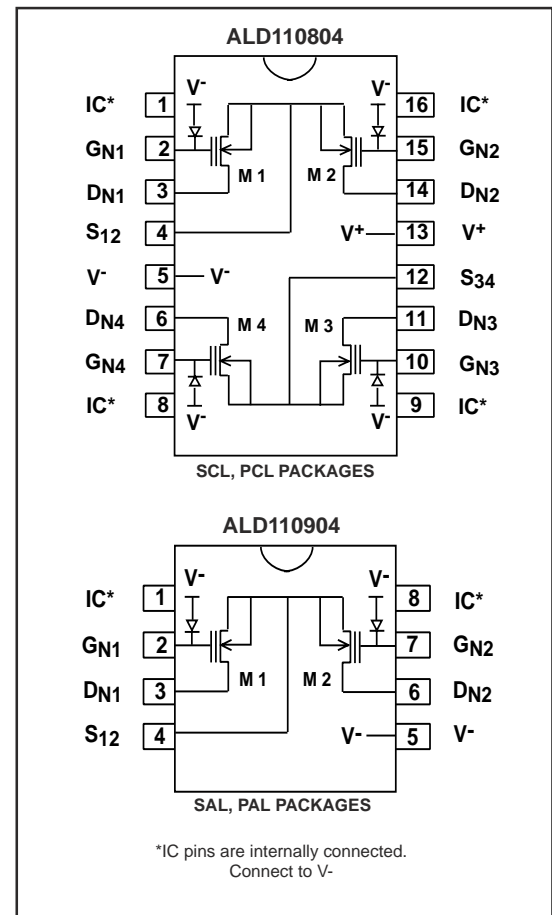 ALD110804
IC* 1 V- V- 16 IC*
GN1 2 15 GN2
M 1 M 2
DN1 3 14 DN2
S12 4 V+ 13 V+
V- 5 V- 12 S34
DN4 6 M 4 M 3 11 DN3
GN4 7 10 GN3
IC* 8 V- V- 9 IC*
SCL, PCL PACKAGES
ALD110904
IC* 1 V- V- 8 IC*
GN1 2 7 GN2
DN1 3 M 1 M 2 6 DN2
S12 4 V- 5 V-
SAL, PAL PACKAGES
*IC pins are internally connected.
Connect to V-